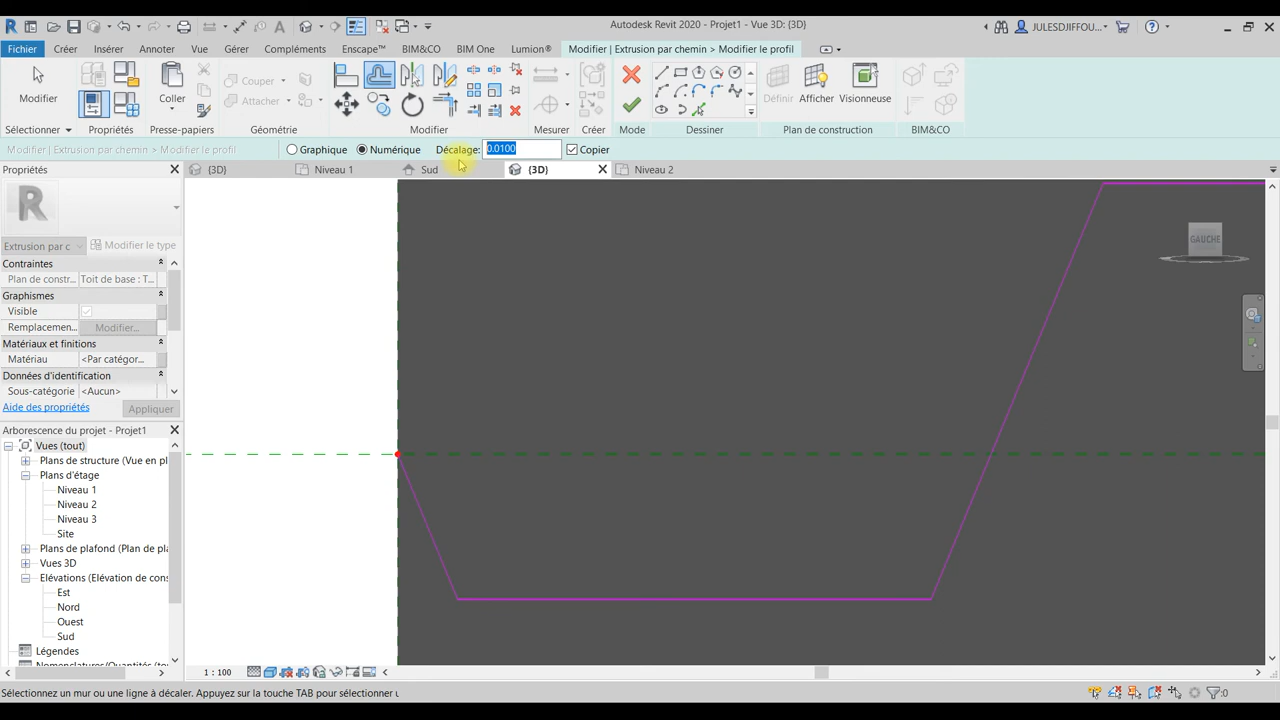 Autodesk Revit 2020 - Projet1 - Vue 3D: {3D}
JULESDJIFFOU...
Fichier Créer Insérer Annoter Vue Gérer Compléments Enscape™ BIM&CO BIM One Lumion® Modifier | Extrusion par chemin > Modifier le profil
Couper
Attacher
Modifier Coller Définir Afficher Visionneuse
Sélectionner Propriétés Presse-papiers Géométrie Modifier Mesurer Créer Mode Dessiner Plan de construction BIM&CO
Modifier | Extrusion par chemin > Modifier le profil Graphique Numérique Décalage: 0.0100 Copier
Propriétés {3D} Niveau 1 Sud {3D} Niveau 2
R
GAUCHE
Extrusion par c Modifier le type
Contraintes
Plan de constr... Toit de base : T...
Graphismes
Visible
Remplacemen... Modifier...
Matériaux et finitions
Matériau <Par catégor...
Données d'identification
Sous-catégorie <Aucun>
Aide des propriétés Appliquer
Arborescence du projet - Projet1
Vues (tout)
Plans de structure (Vue en pl
Plans d'étage
Niveau 1
Niveau 2
Niveau 3
Site
Plans de plafond (Plan de pla
Vues 3D
Elévations (Elévation de cons
Est
Nord
Ouest
Sud
Légendes
Nomenclatures/Quantités (to
1 : 100
Sélectionnez un mur ou une ligne à décaler. Appuyez sur la touche TAB pour sélectionner :0